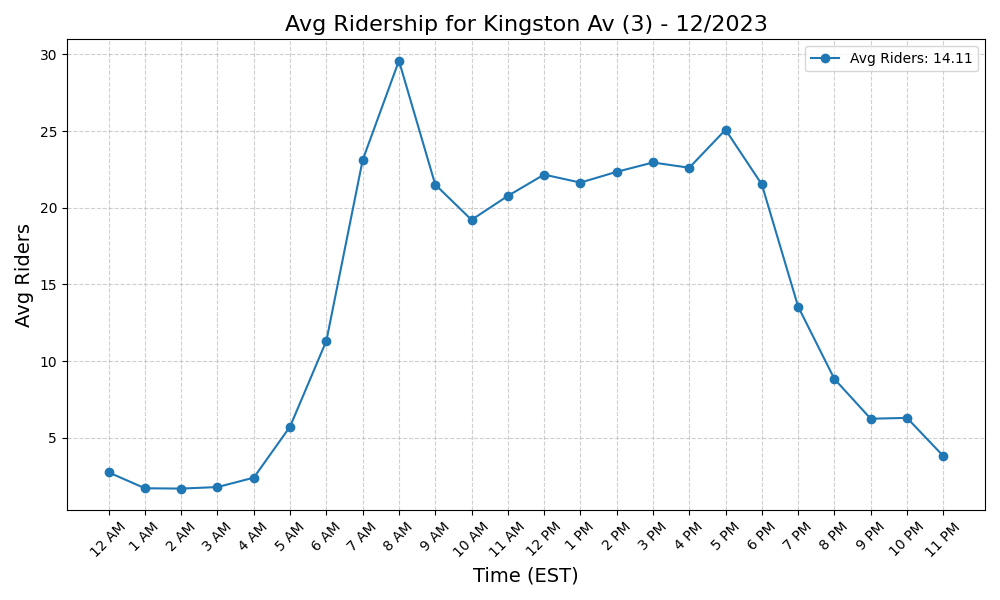 Avg Ridership for Kingston Av (3) - 12/2023
Avg Riders: 14.11
Avg Riders
30
25
20
15
10
5
12 AM
1 AM
2 AM
3 AM
4 AM
5 AM
6 AM
7 AM
8 AM
9 AM
10 AM
11 AM
12 PM
1 PM
2 PM
3 PM
4 PM
5 PM
6 PM
7 PM
8 PM
9 PM
10 PM
11 PM
Time (EST)